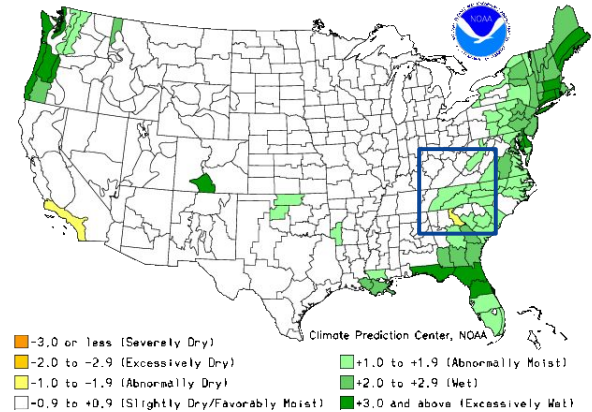 NOAA
Climate Prediction Center, NOAA
-3.0 or less (Severely Dry)
-2.0 to -2.9 (Excessively Dry)
-1.0 to -1.9 (Abnormally Dry)
-0.9 to +0.9 (Slightly Dry/Favorably Moist)
+1.0 to +1.9 (Abnormally Moist)
+2.0 to +2.9 (Wet)
+3.0 and above (Excessively Wet)